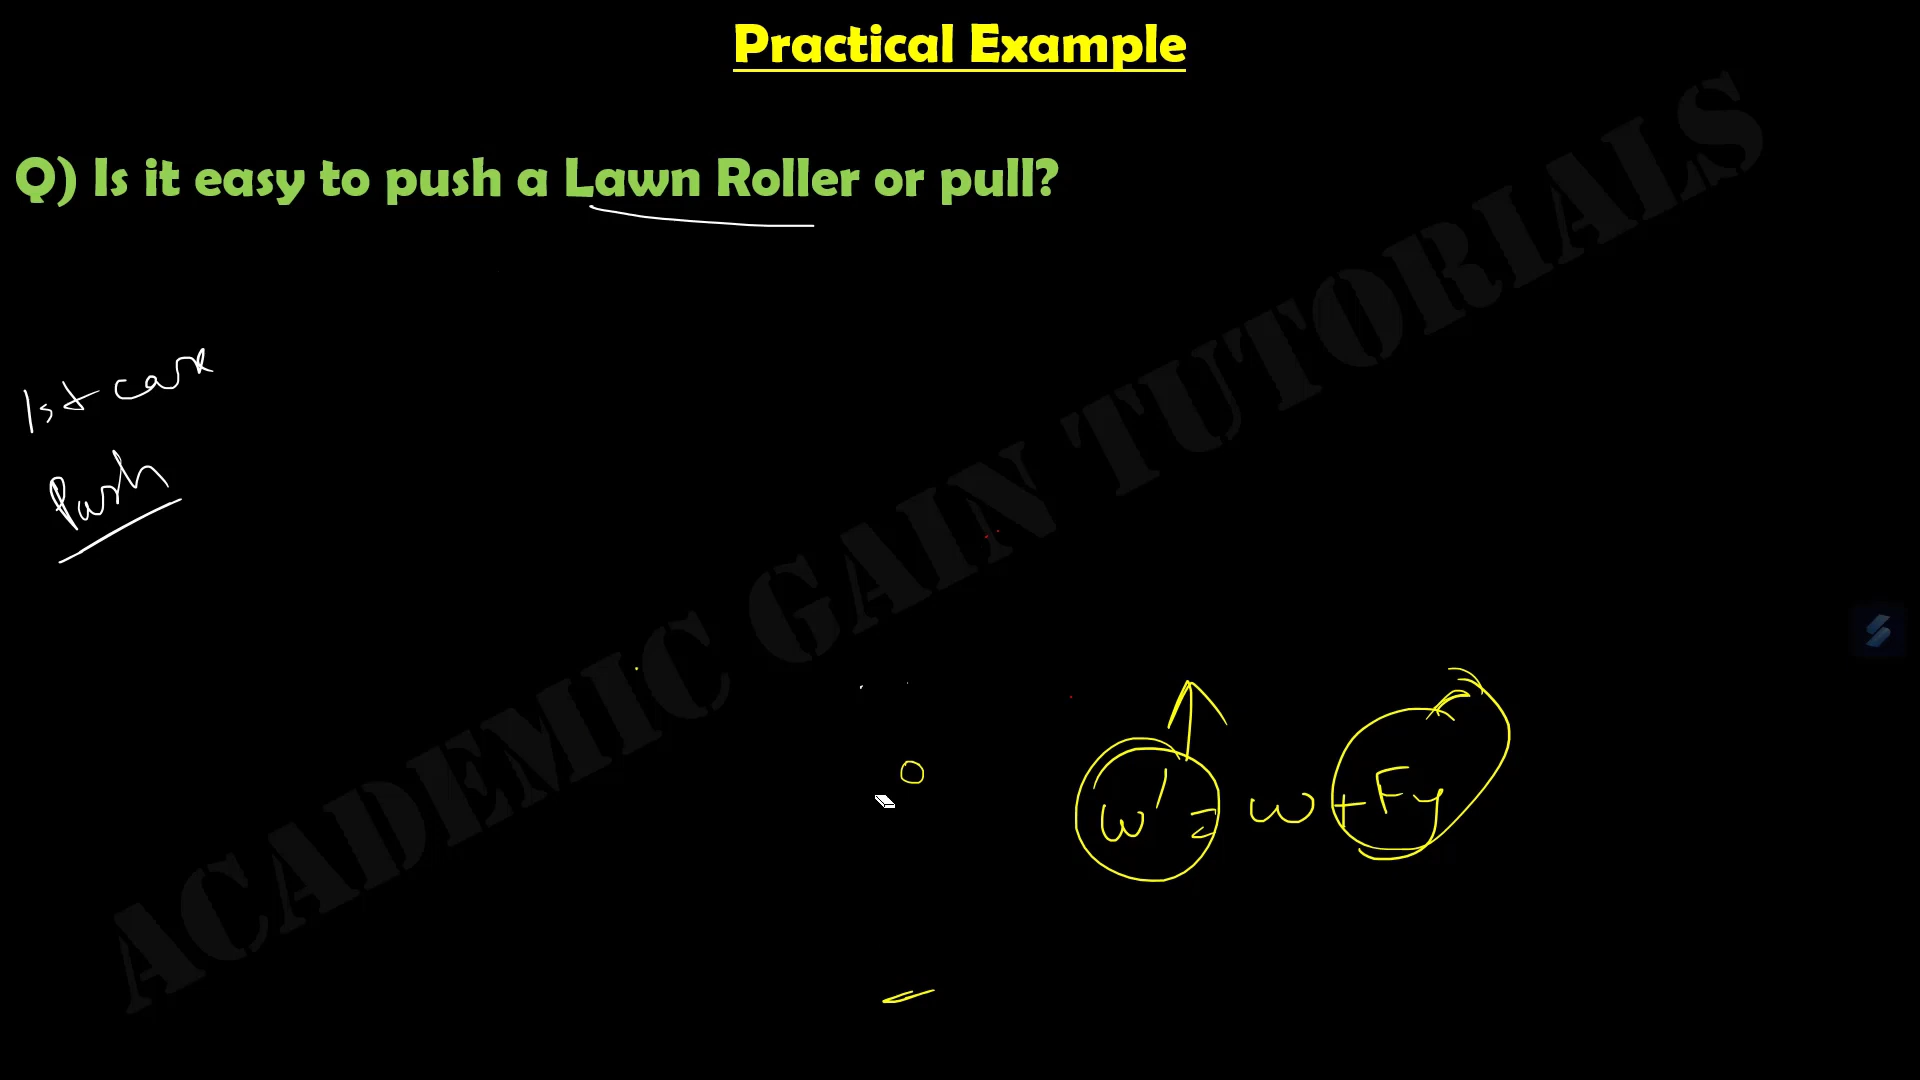 Practical Example
Q) Is it easy to push a Lawn Roller or pull?
1st case
Push
w' = w + Fy
ACADEMIC GAIN TUTORIALS